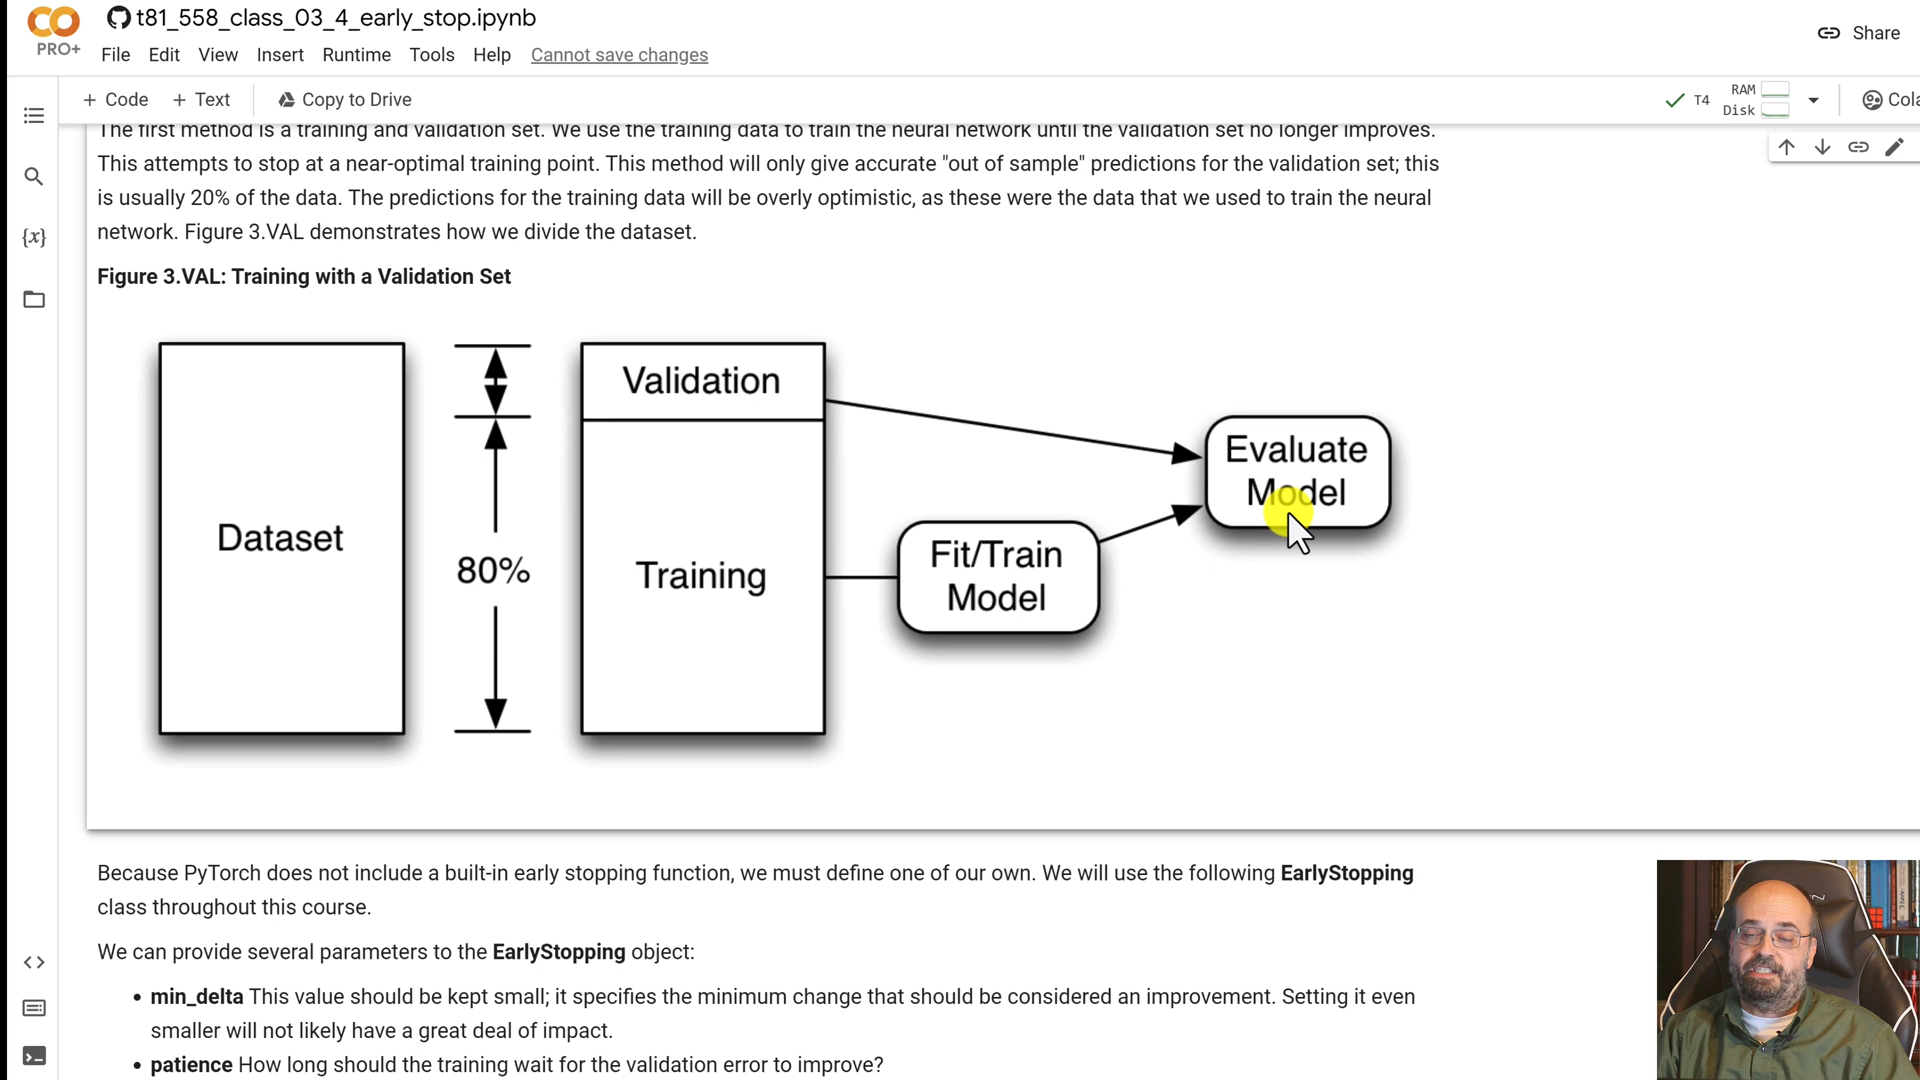 t81_558_class_03_4_early_stop.ipynb
Share
PRO+
File Edit View Insert Runtime Tools Help Cannot save changes
+ Code + Text Copy to Drive
T4 RAM
Disk
The first method is a training and validation set. We use the training data to train the neural network until the validation set no longer improves.
This attempts to stop at a near-optimal training point. This method will only give accurate "out of sample" predictions for the validation set; this
is usually 20% of the data. The predictions for the training data will be overly optimistic, as these were the data that we used to train the neural
network. Figure 3.VAL demonstrates how we divide the dataset.
{x}
Figure 3.VAL: Training with a Validation Set
Validation
Evaluate
Model
Dataset
80%
Training
Fit/Train
Model
Because PyTorch does not include a built-in early stopping function, we must define one of our own. We will use the following EarlyStopping
class throughout this course.
We can provide several parameters to the EarlyStopping object:
• min_delta This value should be kept small; it specifies the minimum change that should be considered an improvement. Setting it even
smaller will not likely have a great deal of impact.
• patience How long should the training wait for the validation error to improve?